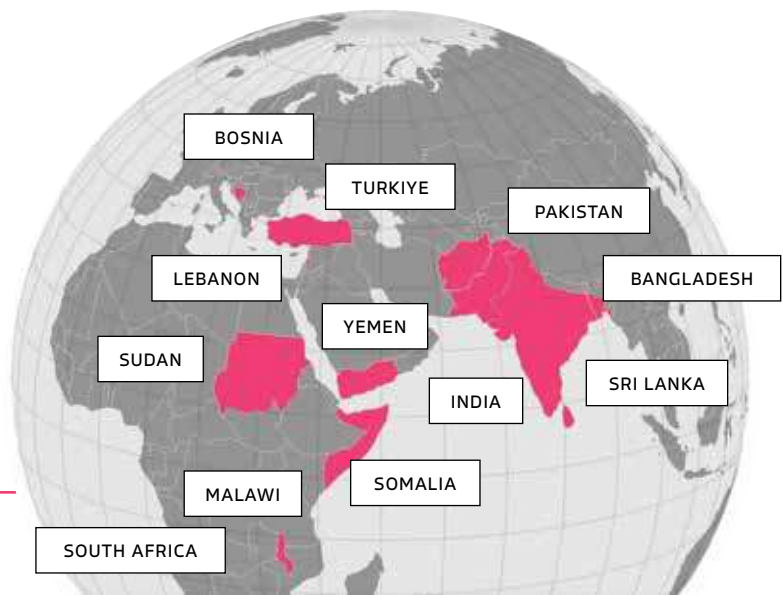 BOSNIA
TURKIYE
PAKISTAN
LEBANON
BANGLADESH
YEMEN
SUDAN
SRI LANKA
INDIA
SOMALIA
MALAWI
SOUTH AFRICA